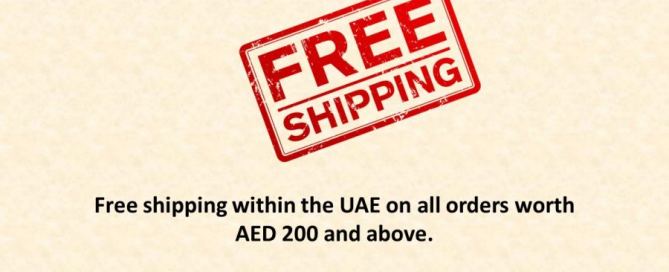 FREE
SHIPPING
Free shipping within the UAE on all orders worth
AED 200 and above.